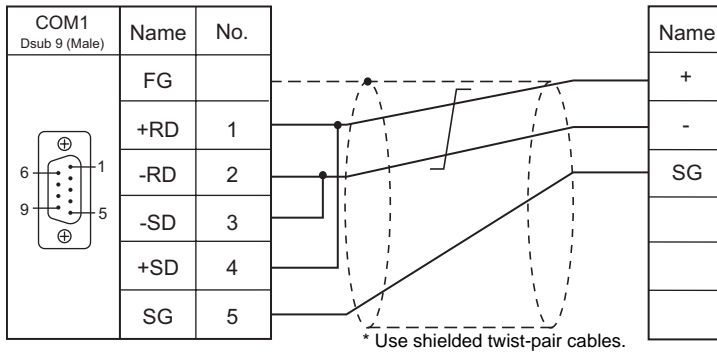 COM1
Dsub 9 (Male)
Name
No.
Name
FG
+
+RD
1
-
-RD
2
SG
-SD
3
+SD
4
SG
5
6
1
9
5
* Use shielded twist-pair cables.